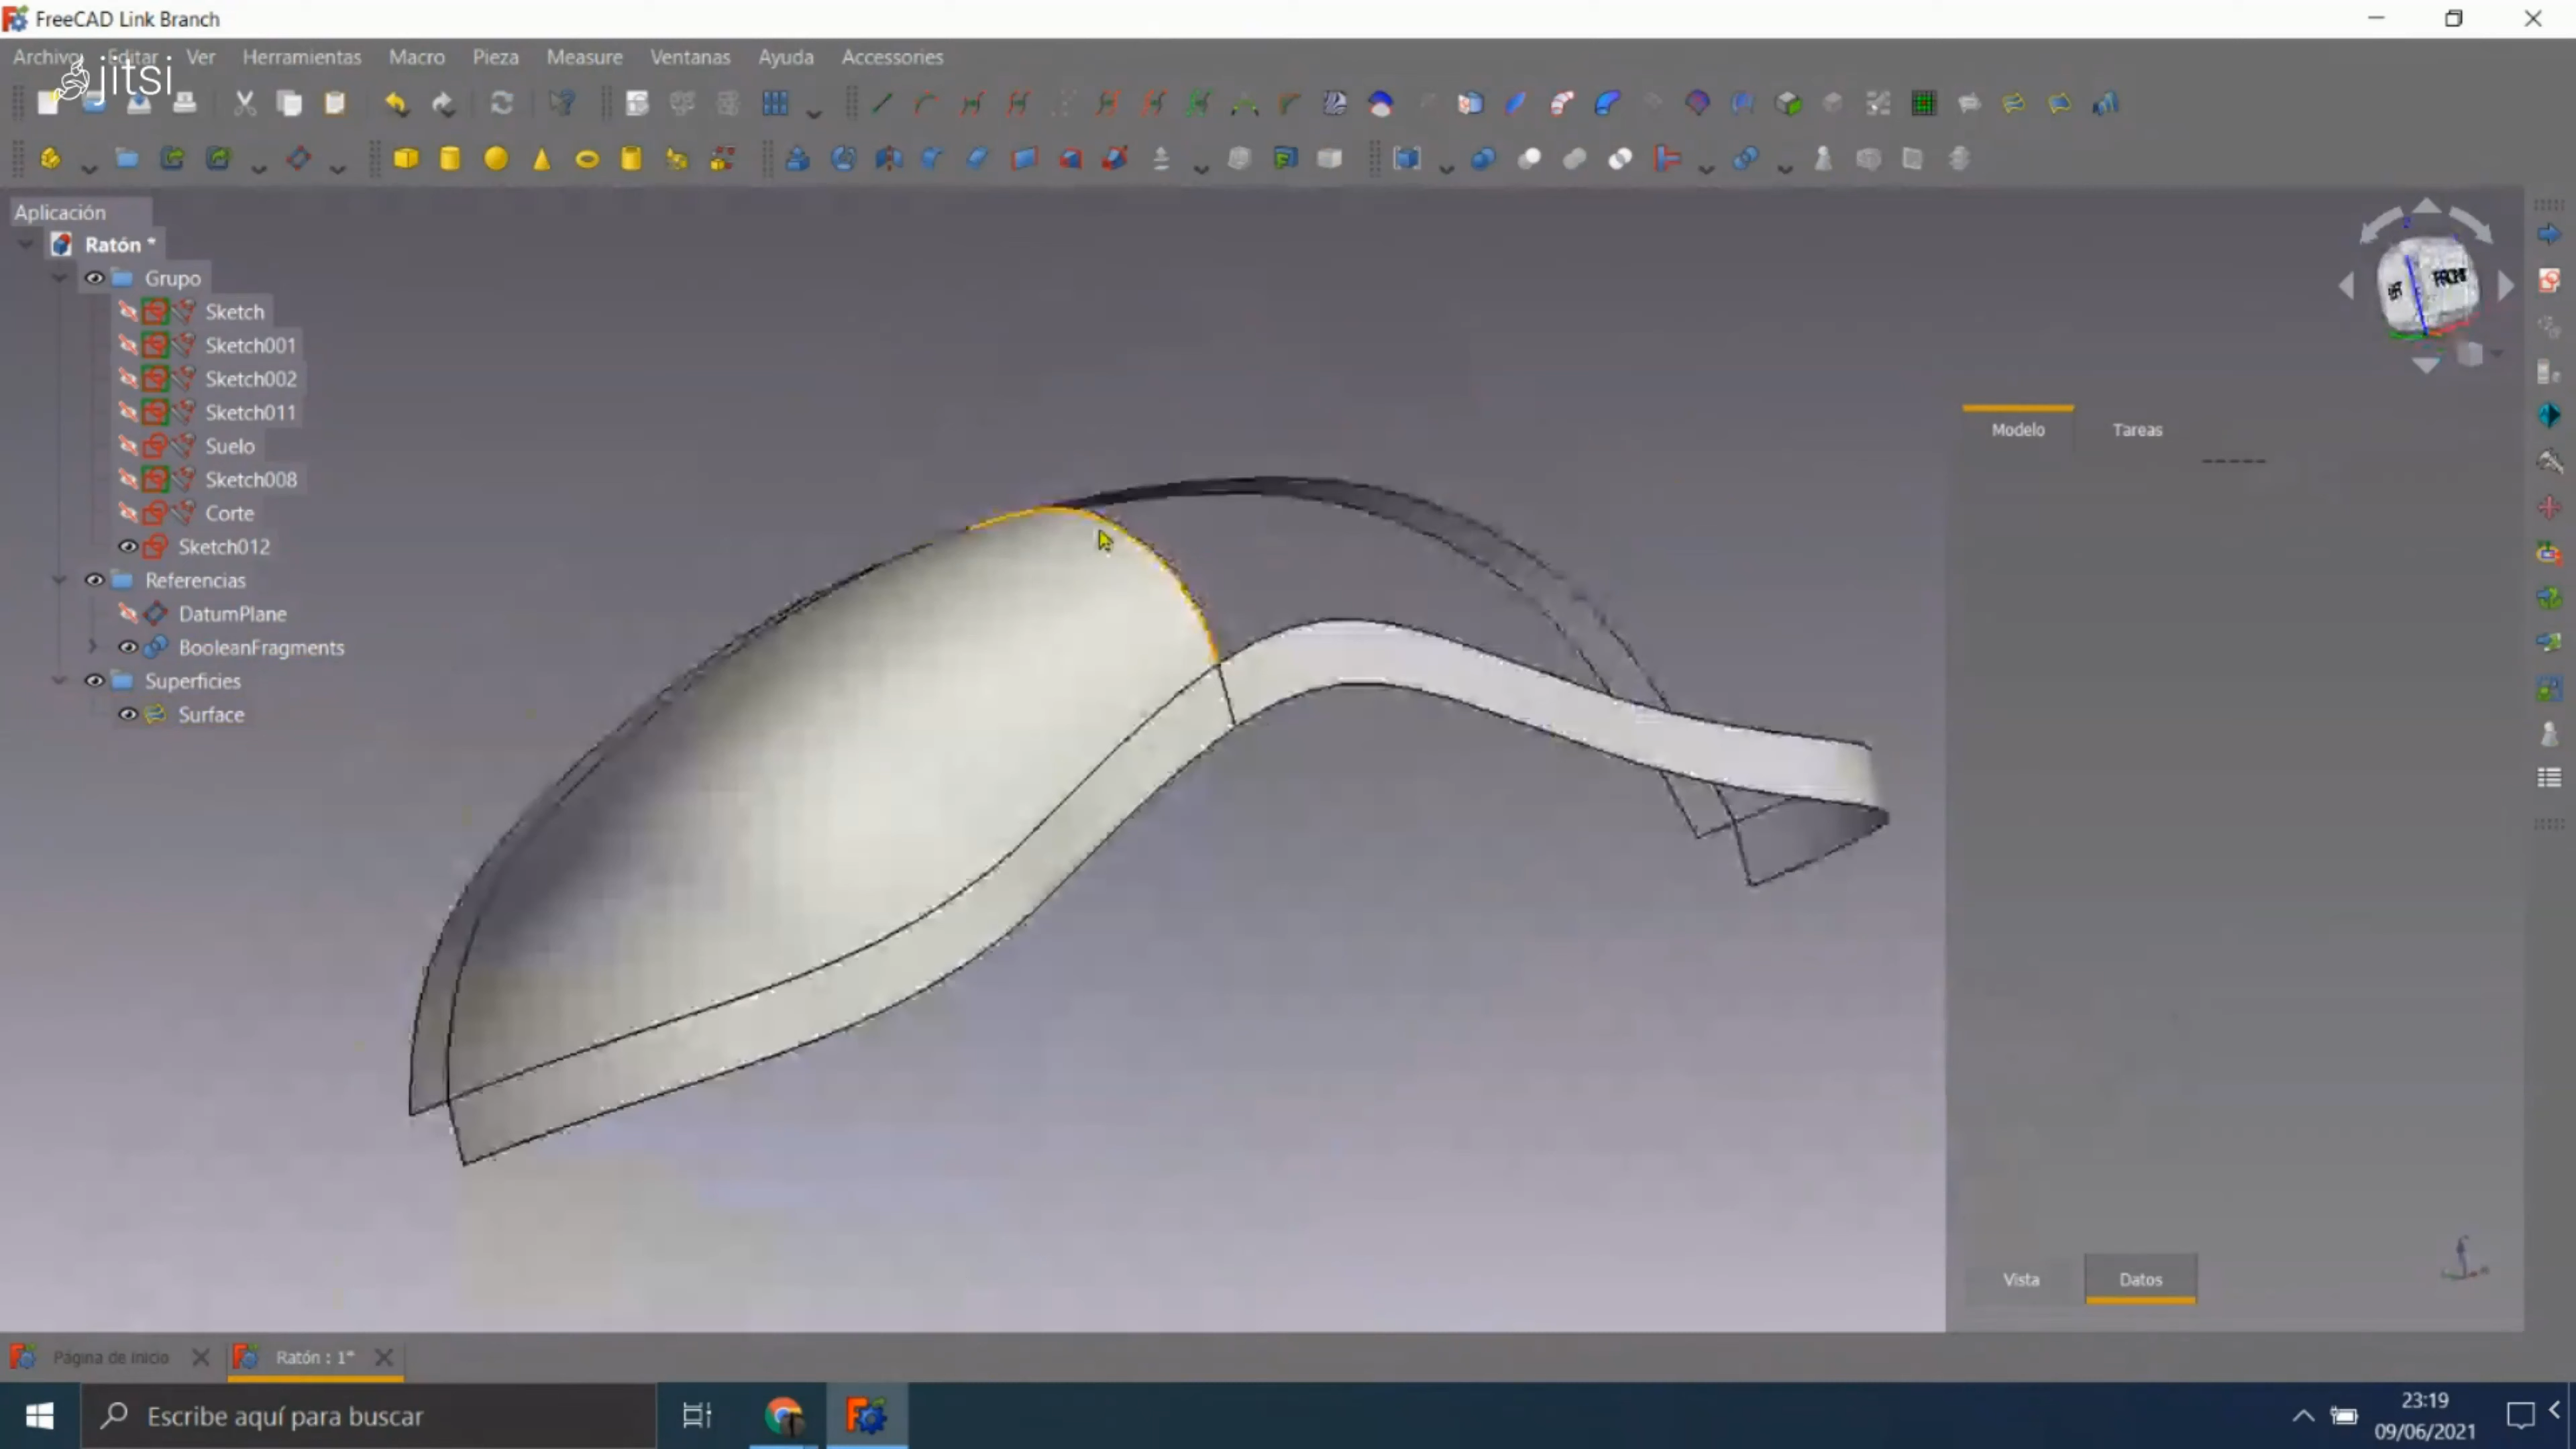 FreeCAD Link Branch
Archivo Editar Ver Herramientas Macro Pieza Measure Ventanas Ayuda Accessories
jitsi
Aplicación
Ratón *
Grupo
Sketch
Sketch001
Sketch002
Sketch011
Suelo
Sketch008
Corte
Sketch012
Referencias
DatumPlane
BooleanFragments
Superficies
Surface
FRONT
Modelo Tareas
Vista Datos
Página de inicio Ratón : 1*
Escribe aquí para buscar
23:19
09/06/2021